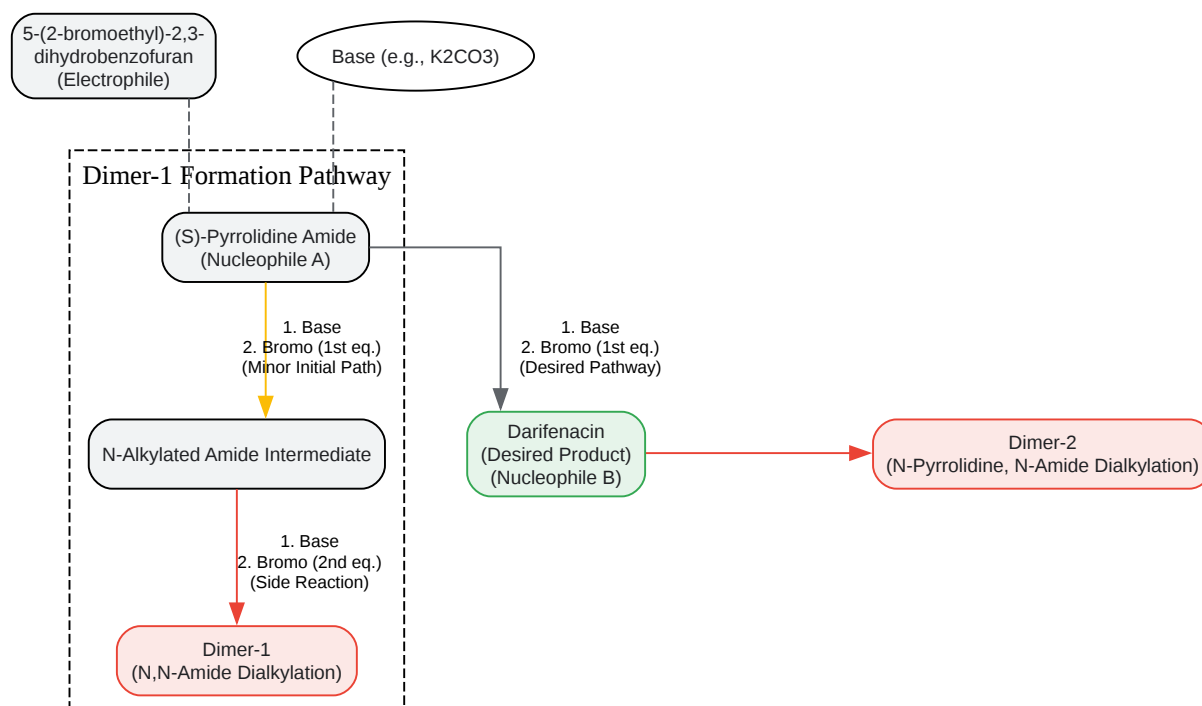 5-(2-bromoethyl)-2,3-
dihydrobenzofuran
(Electrophile)
Base (e.g., K2CO3)
Dimer-1 Formation Pathway
(S)-Pyrrolidine Amide
(Nucleophile A)
1. Base
2. Bromo (1st eq.)
(Minor Initial Path)
1. Base
2. Bromo (1st eq.)
(Desired Pathway)
N-Alkylated Amide Intermediate
Darifenacin
(Desired Product)
(Nucleophile B)
Dimer-2
(N-Pyrrolidine, N-Amide Dialkylation)
1. Base
2. Bromo (2nd eq.)
(Side Reaction)
Dimer-1
(N,N-Amide Dialkylation)